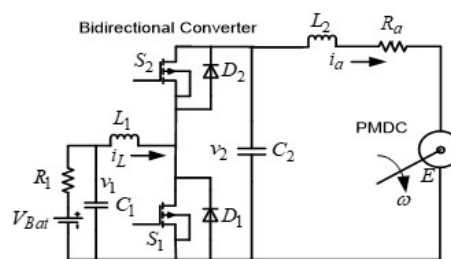 Bidirectional Converter
L2
Ra
S2
D2
ia
L1
PMDC
iL
v2
C2
R1
v1
E
C1
D1
ω
VBat
S1